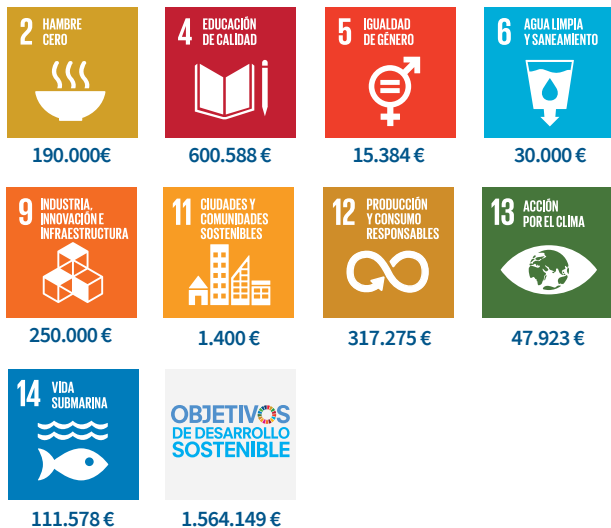 2 HAMBRE
CERO
190.000€
4 EDUCACIÓN
DE CALIDAD
600.588 €
5 IGUALDAD
DE GÉNERO
15.384 €
6 AGUA LIMPIA
Y SANEAMIENTO
30.000 €
9 INDUSTRIA,
INNOVACIÓN E
INFRAESTRUCTURA
250.000 €
11 CIUDADES Y
COMUNIDADES
SOSTENIBLES
1.400 €
12 PRODUCCIÓN
Y CONSUMO
RESPONSABLES
317.275 €
13 ACCIÓN
POR EL CLIMA
47.923 €
14 VIDA
SUBMARINA
111.578 €
OBJETIVOS
DE DESARROLLO
SOSTENIBLE
1.564.149 €